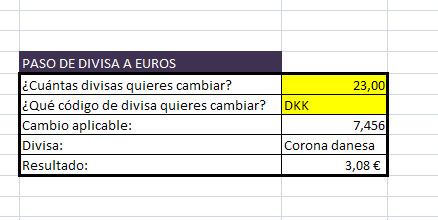 PASO DE DIVISA A EUROS
¿Cuántas divisas quieres cambiar? 23,00
¿Qué código de divisa quieres cambiar? DKK
Cambio aplicable: 7,456
Divisa: Corona danesa
Resultado: 3,08 €